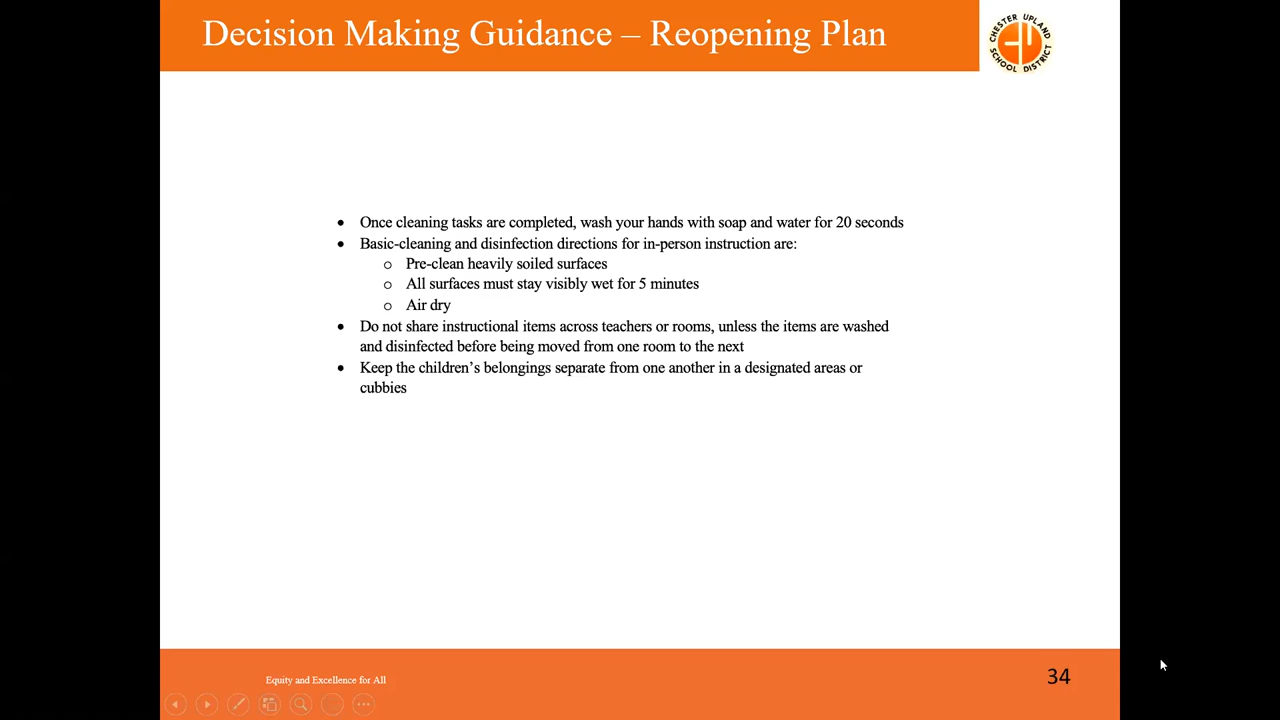 Decision Making Guidance – Reopening Plan
CHESTER UPLAND
SCHOOL DISTRICT
• Once cleaning tasks are completed, wash your hands with soap and water for 20 seconds
• Basic-cleaning and disinfection directions for in-person instruction are:
o Pre-clean heavily soiled surfaces
o All surfaces must stay visibly wet for 5 minutes
o Air dry
• Do not share instructional items across teachers or rooms, unless the items are washed
and disinfected before being moved from one room to the next
• Keep the children’s belongings separate from one another in a designated areas or
cubbies
Equity and Excellence for All
34